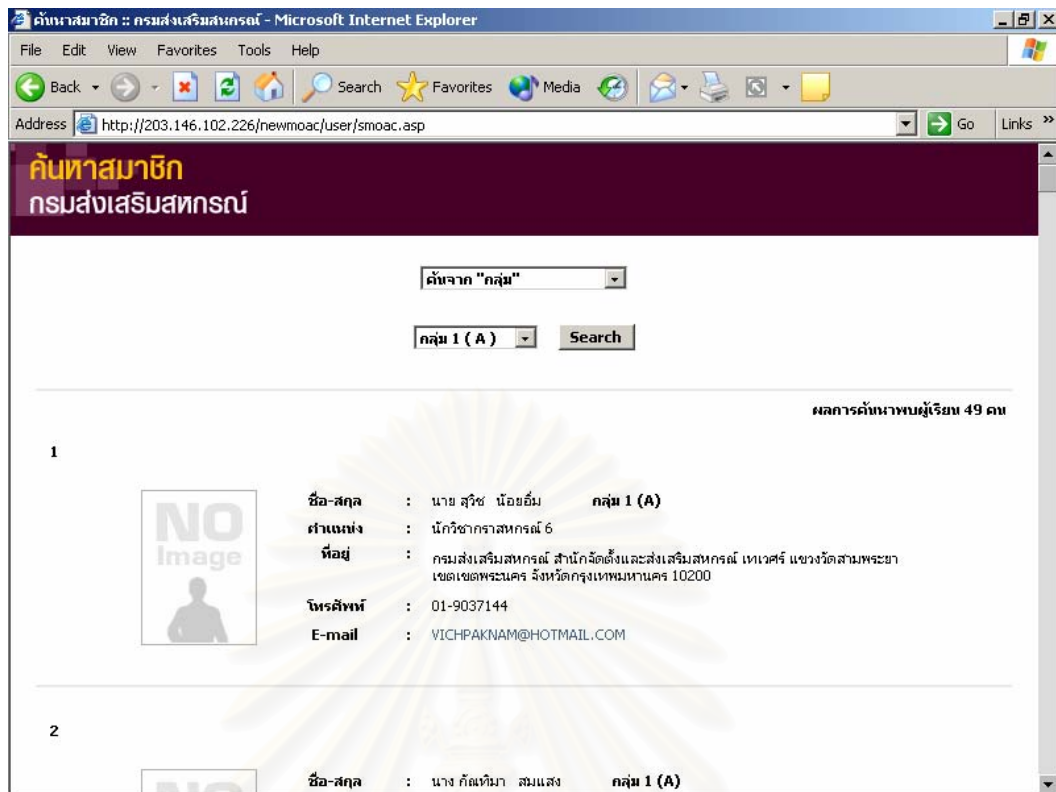 ค้นหาสมาชิก :: กรมส่งเสริมสหกรณ์ - Microsoft Internet Explorer
File Edit View Favorites Tools Help
Back Search Favorites Media
Address http://203.146.102.226/newmoac/user/smoac.asp Go Links »
ค้นหาสมาชิก
กรมส่งเสริมสหกรณ์
ค้นจาก "กลุ่ม"
กลุ่ม 1 ( A ) Search
ผลการค้นหาพบผู้เรียน 49 คน
1
NO
Image
ชื่อ-สกุล : นาย สุวิช น้อยอิ่ม กลุ่ม 1 (A)
ตำแหน่ง : นักวิชากราสหกรณ์ 6
ที่อยู่ : กรมส่งเสริมสหกรณ์ สำนักจัดตั้งและส่งเสริมสหกรณ์ เทเวศร์ แขวงวัดสามพระยา
เขตเขตพระนคร จังหวัดกรุงเทพมหานคร 10200
โทรศัพท์ : 01-9037144
E-mail : VICHPAKNAM@HOTMAIL.COM
2
NO
ชื่อ-สกุล : นาง กัณทิมา สมแสง กลุ่ม 1 (A)